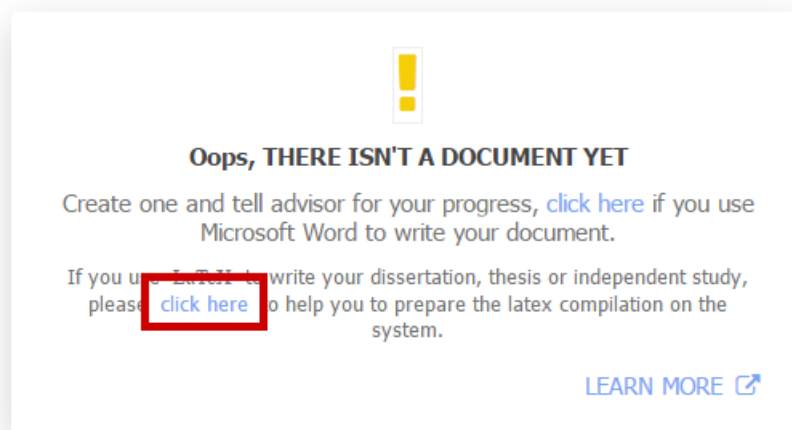 Oops, THERE ISN'T A DOCUMENT YET
Create one and tell advisor for your progress, click here if you use
Microsoft Word to write your document.
If you to write your dissertation, thesis or independent study,
click here to help you to prepare the latex compilation on the
system.
LEARN MORE